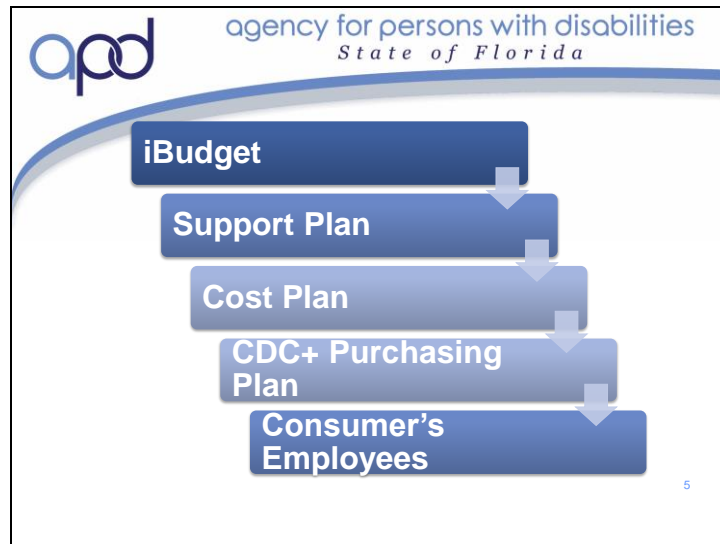 apd
agency for persons with disabilities
State of Florida
iBudget
Support Plan
Cost Plan
CDC+ Purchasing
Plan
Consumer’s
Employees
5